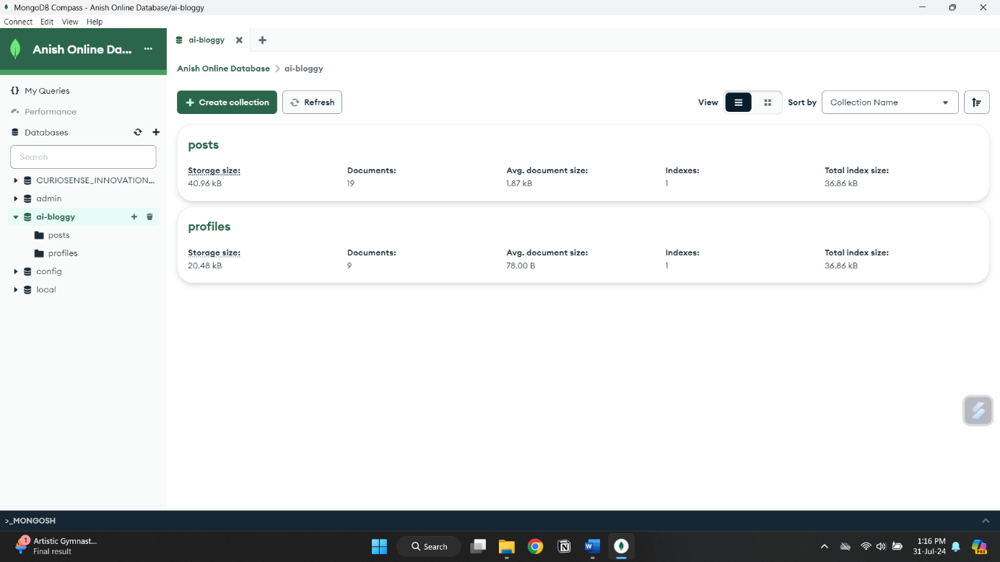 MongoDB Compass - Anish Online Database/ai-bloggy
Connect Edit View Help
Anish Online Da... ...
ai-bloggy
Anish Online Database > ai-bloggy
{} My Queries
Performance
Databases
Search
CURIOSENSE_INNOVATION...
admin
ai-bloggy
posts
profiles
config
local
+ Create collection Refresh
View Sort by Collection Name
posts
Storage size: Documents: Avg. document size: Indexes: Total index size:
40.96 kB 19 1.87 kB 1 36.86 kB
profiles
Storage size: Documents: Avg. document size: Indexes: Total index size:
20.48 kB 9 78.00 B 1 36.86 kB
>_MONGOSH
1 Artistic Gymnast...
Final result
Search
W
1:16 PM
31-Jul-24
PRE